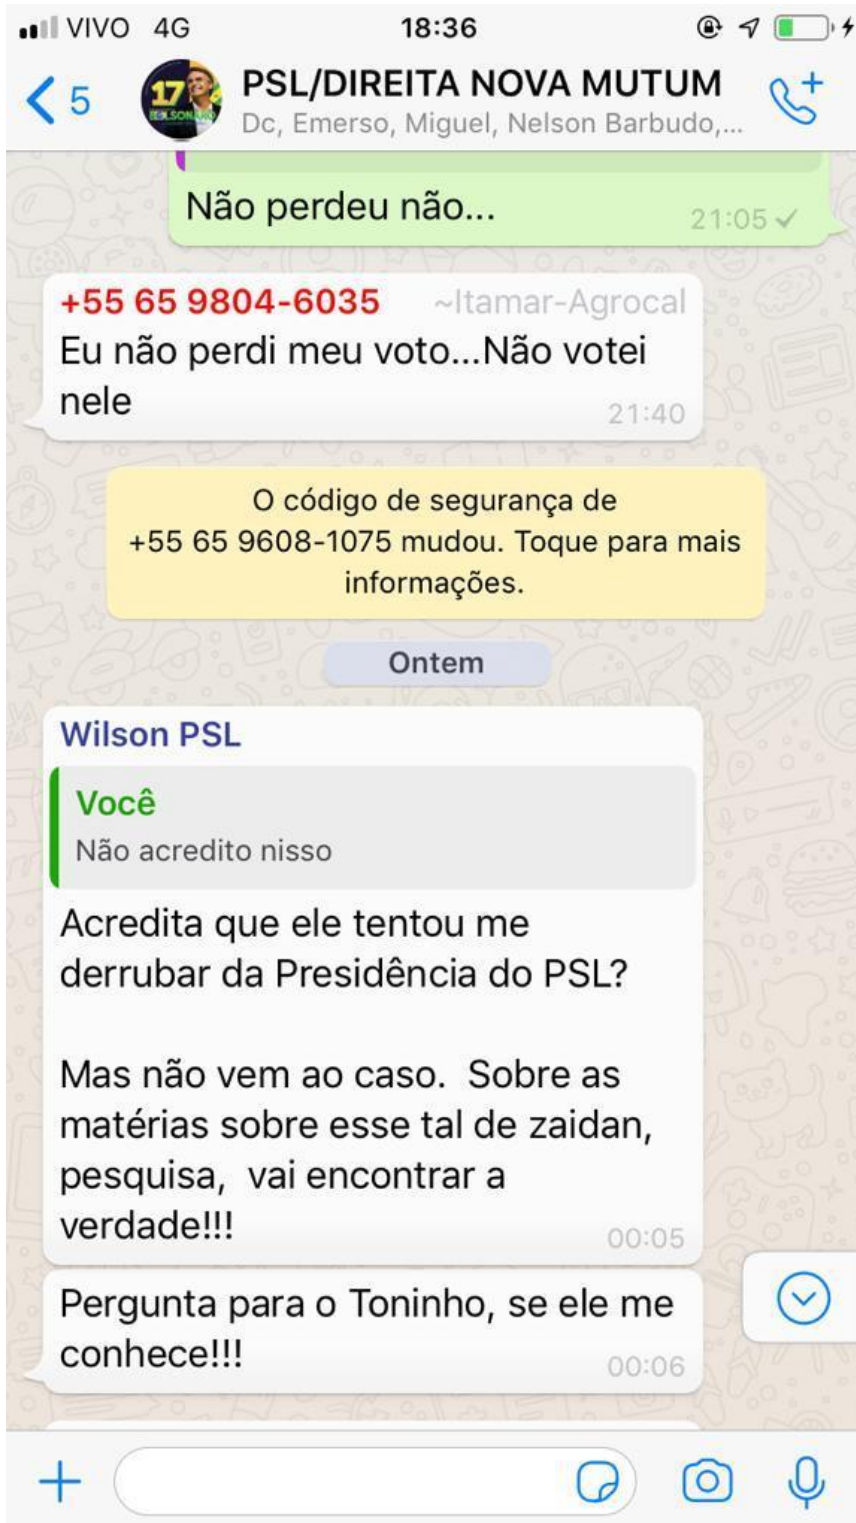 VIVO 4G 18:36
5 PSL/DIREITA NOVA MUTUM
17
Dc, Emerso, Miguel, Nelson Barbudo,...
Não perdeu não...
21:05
+55 65 9804-6035 ~Itamar-Agrocal
Eu não perdi meu voto...Não votei
nele
21:40
O código de segurança de
+55 65 9608-1075 mudou. Toque para mais
informações.
Ontem
Wilson PSL
Você
Não acredito nisso
Acredita que ele tentou me
derrubar da Presidência do PSL?
Mas não vem ao caso. Sobre as
matérias sobre esse tal de zaidan,
pesquisa, vai encontrar a
verdade!!!
00:05
Pergunta para o Toninho, se ele me
conhece!!!
00:06